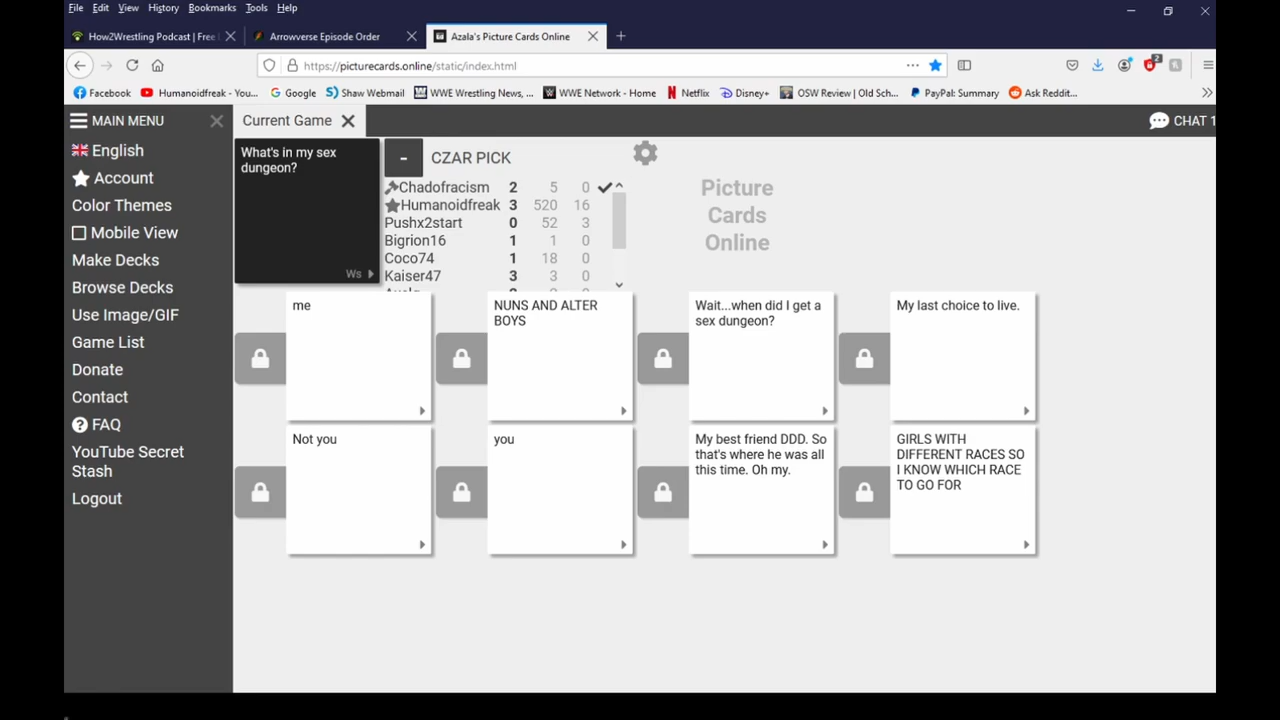 File Edit View History Bookmarks Tools Help
How2Wrestling Podcast | Free
Arrowverse Episode Order
Azala's Picture Cards Online
https://picturecards.online/static/index.html
2
Facebook Humanoidfreak - You... Google Shaw Webmail WWE Wrestling News, ... WWE Network - Home Netflix Disney+ OSW Review | Old Sch... PayPal: Summary Ask Reddit...
MAIN MENU
Current Game
CHAT 1
English
Account
Color Themes
Mobile View
Make Decks
Browse Decks
Use Image/GIF
Game List
Donate
Contact
FAQ
YouTube Secret
Stash
Logout
What's in my sex
dungeon?
Ws
- CZAR PICK
Chadofracism 2 5 0
Humanoidfreak 3 520 16
Pushx2start 0 52 3
Bigrion16 1 1 0
Coco74 1 18 0
Kaiser47 3 3 0
Picture
Cards
Online
me
NUNS AND ALTER
BOYS
Wait...when did I get a
sex dungeon?
My last choice to live.
Not you
you
My best friend DDD. So
that's where he was all
this time. Oh my.
GIRLS WITH
DIFFERENT RACES SO
I KNOW WHICH RACE
TO GO FOR